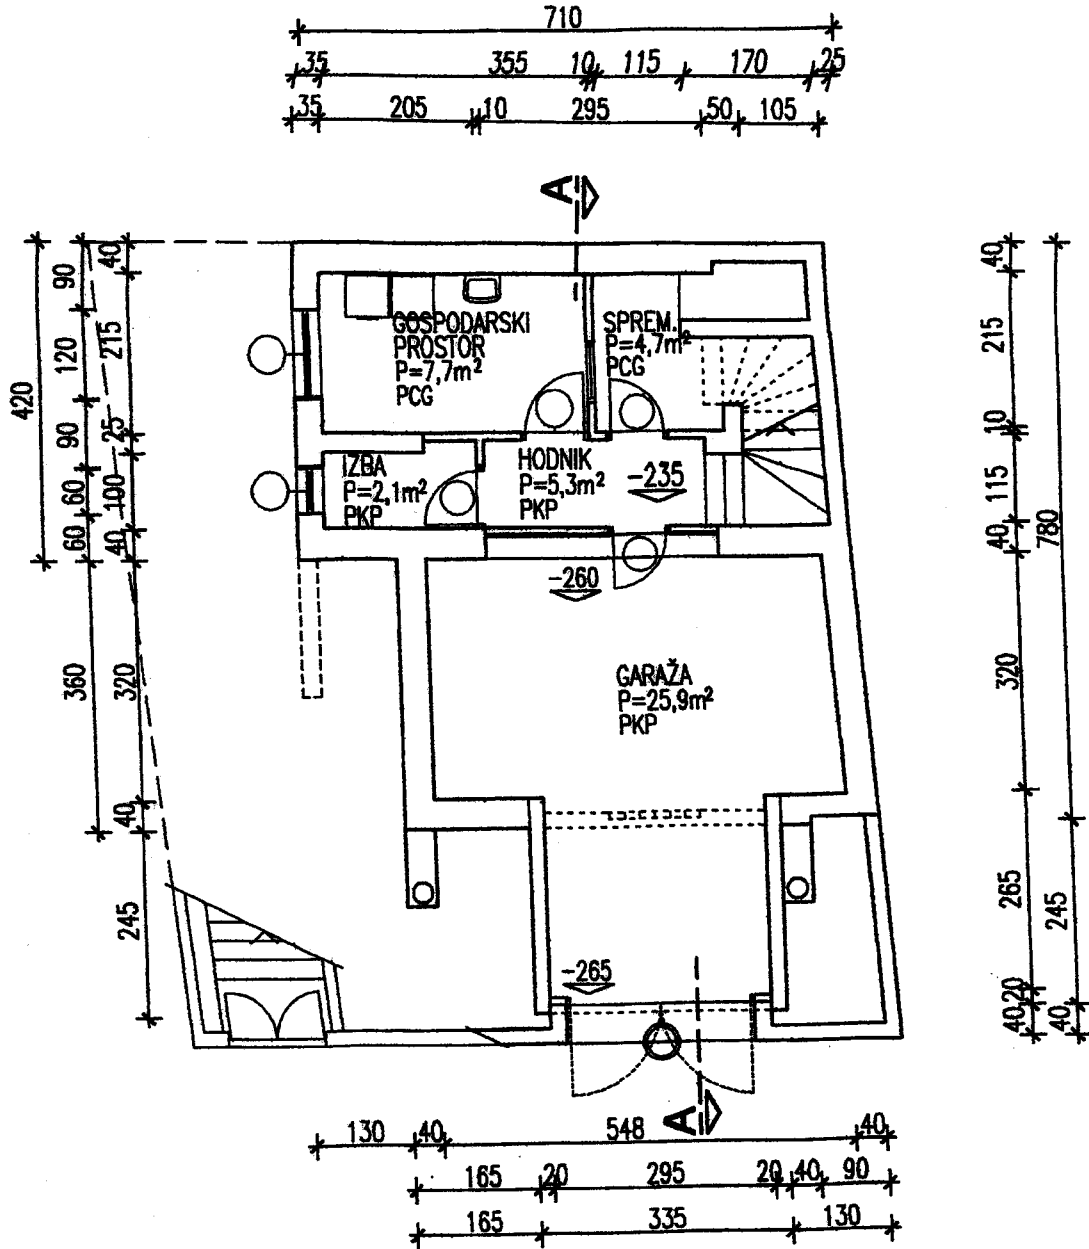 710
35 355 10 115 170 25
35 205 10 295 50 105
A
40
90
215
120
420
90
25
60
100
60
40
360
320
40
245
GOSPODARSKI
PROSTOR
P=7,7m²
PCG
SPREM.
P=4,7m²
PCG
IZBA
P=2,1m²
PKP
HODNIK
P=5,3m²
PKP
-235
-260
GARAŽA
P=25,9m²
PKP
-265
40
215
10
115
40
780
320
265
245
20
40
40
A
130 40 548 40
165 20 295 20 40 90
165 335 130